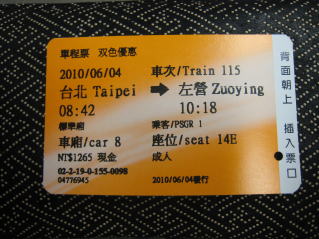 單程票 双色優惠
2010/06/04 車次/Train 115
台北 Taipei → 左營 Zuoying
08:42 10:18
標準廂 乘客/PSGR 1
車廂/car 8 座位/seat 14E
NT$1265 現金 成人
02-2-19-0-155-0098
04776945 2010/06/04發行
背面朝上 插入票口